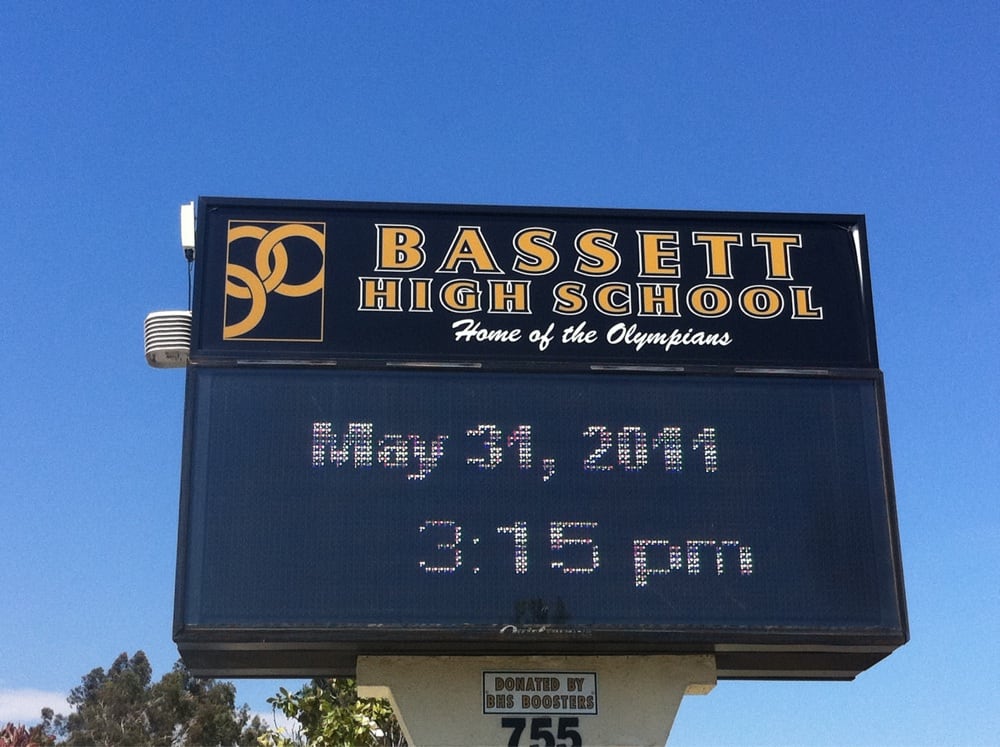 BASSETT
HIGH SCHOOL
Home of the Olympians
May 31, 2011
3:15 pm
DONATED BY
BHS BOOSTERS
755